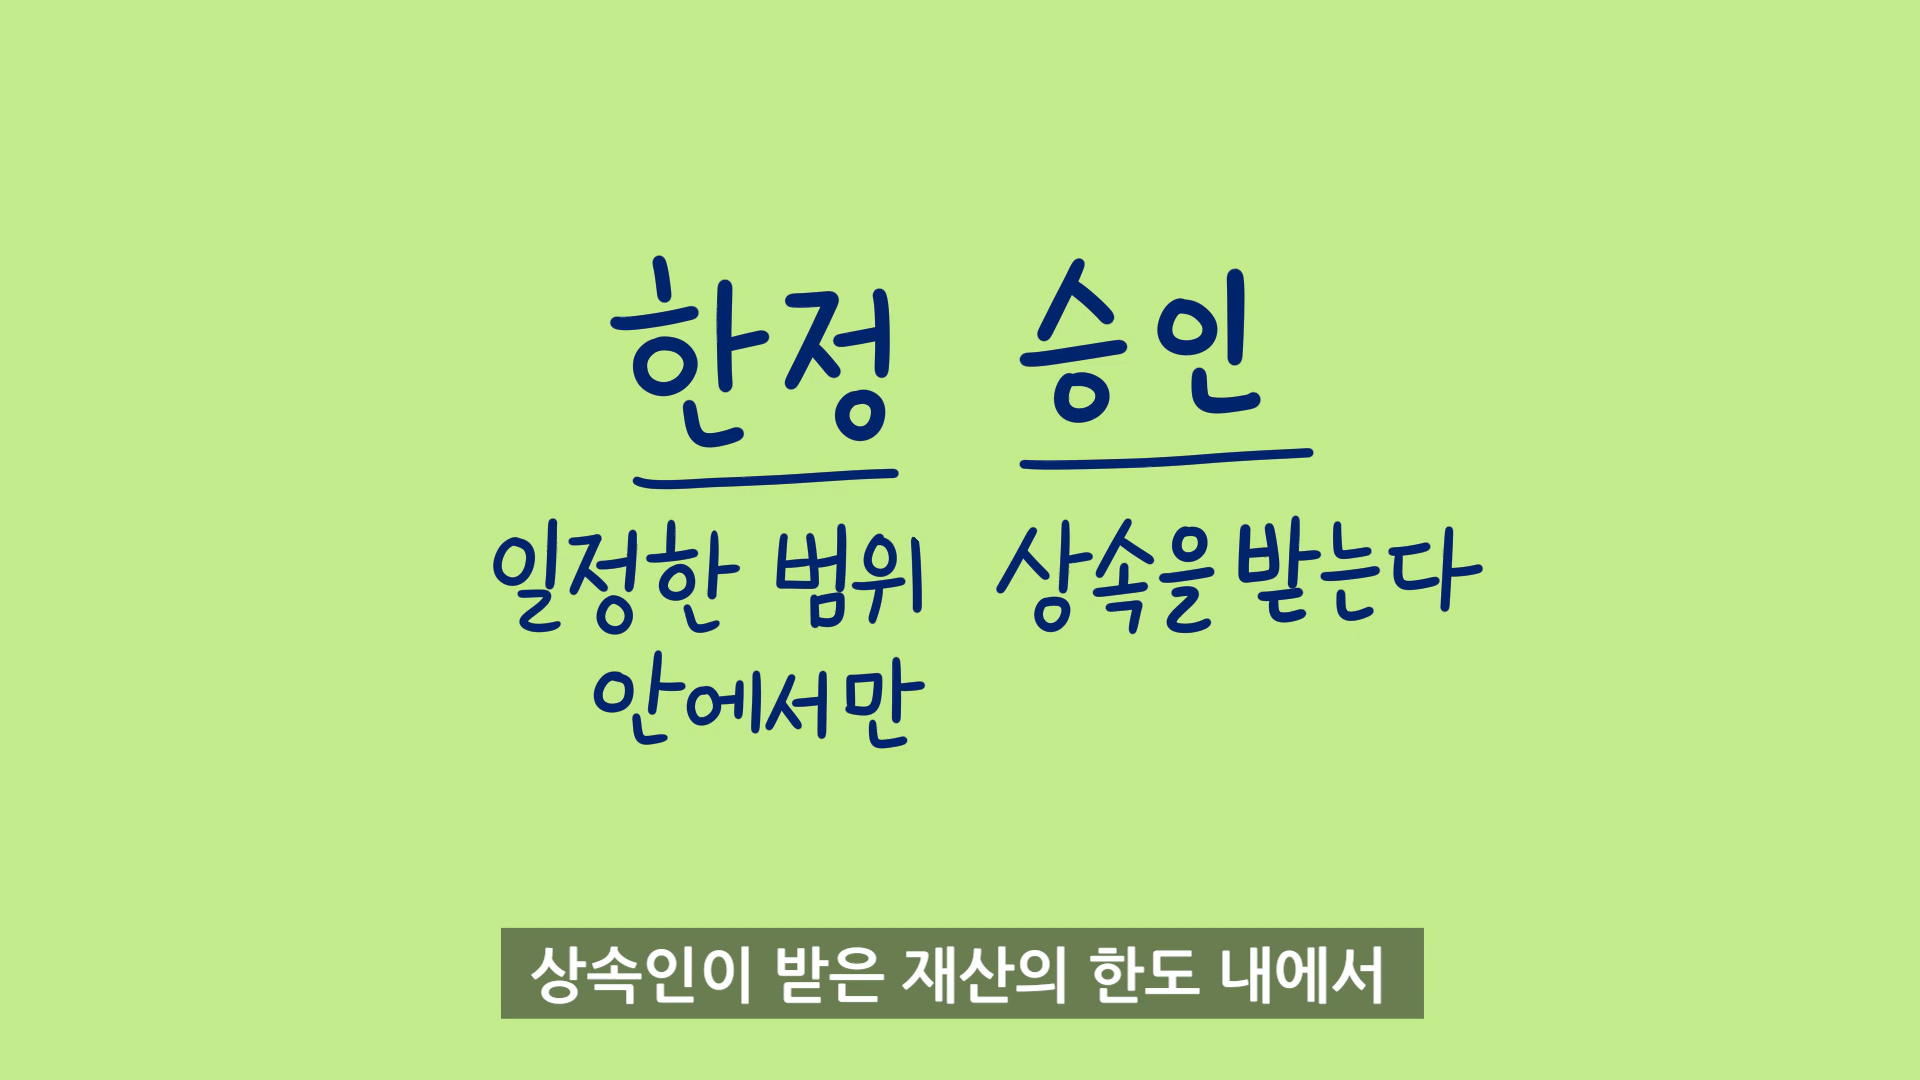 한정 승인
일정한 범위 상속을 받는다
안에서만
상속인이 받은 재산의 한도 내에서